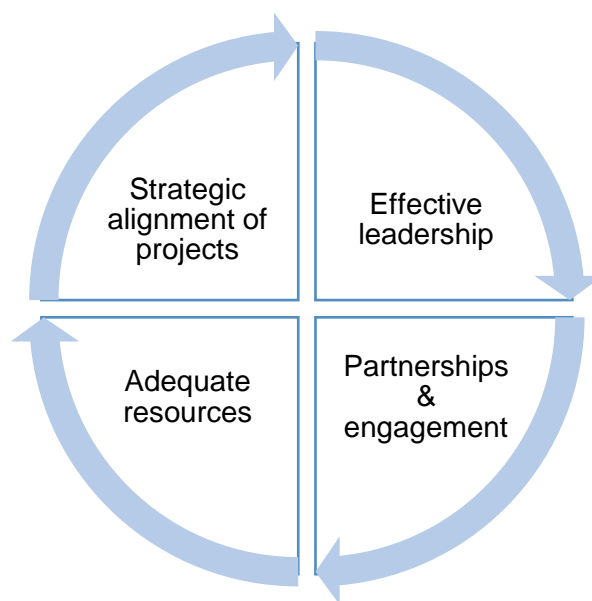 Strategic
alignment of
projects
Effective
leadership
Adequate
resources
Partnerships
&
engagement